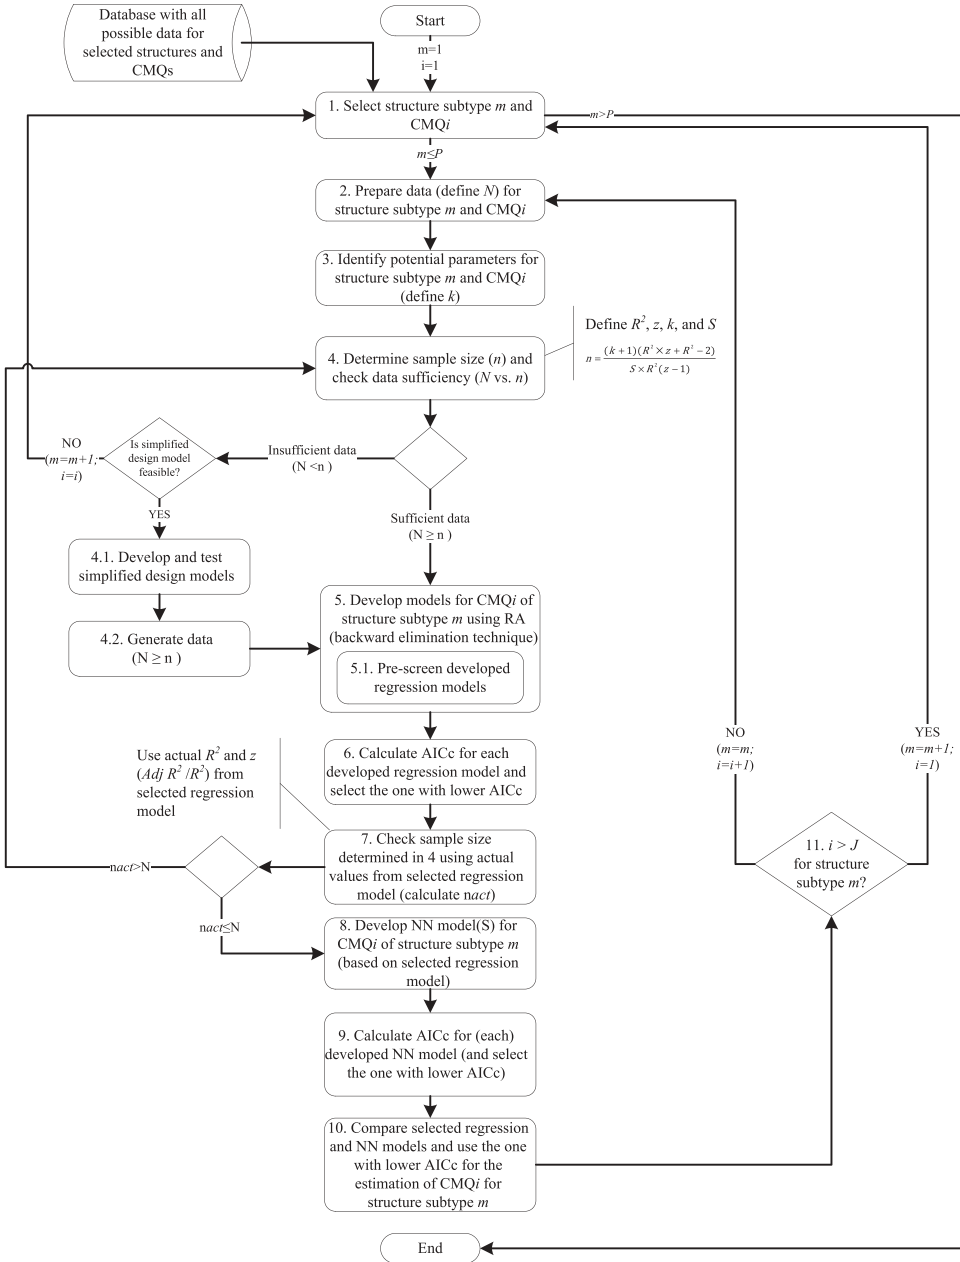 Database with all
possible data for
selected structures and
CMQs
Start
m=1
i=1
1. Select structure subtype m and
CMQi
m>P
m≤P
2. Prepare data (define N) for
structure subtype m and CMQi
3. Identify potential parameters for
structure subtype m and CMQi
(define k)
Define R², z, k, and S
n = (k+1)(R²×z+R²−2) / S×R²(z−1)
4. Determine sample size (n) and
check data sufficiency (N vs. n)
NO
(m=m+1;
i=i)
Is simplified
design model
feasible?
Insufficient data
(N <n )
YES
Sufficient data
(N ≥ n )
4.1. Develop and test
simplified design models
4.2. Generate data
(N ≥ n )
5. Develop models for CMQi of
structure subtype m using RA
(backward elimination technique)
5.1. Pre-screen developed
regression models
Use actual R² and z
(Adj R² /R²) from
selected regression
model
6. Calculate AICc for each
developed regression model and
select the one with lower AICc
NO
(m=m;
i=i+1)
YES
(m=m+1;
i=1)
7. Check sample size
determined in 4 using actual
values from selected regression
model (calculate nact)
nact>N
nact≤N
11. i > J
for structure
subtype m?
8. Develop NN model(S) for
CMQi of structure subtype m
(based on selected regression
model)
9. Calculate AICc for (each)
developed NN model (and select
the one with lower AICc)
10. Compare selected regression
and NN models and use the one
with lower AICc for the
estimation of CMQi for
structure subtype m
End